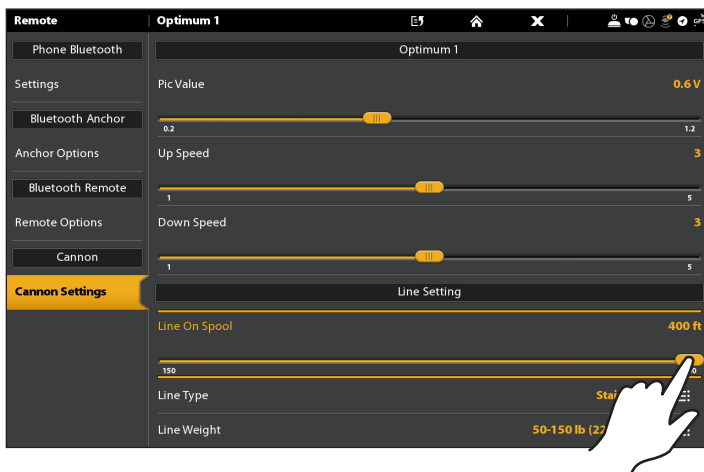 Remote
Optimum 1
Phone Bluetooth
Optimum 1
Settings
Pic Value
0.6 V
Bluetooth Anchor
0.2
1.2
Anchor Options
Up Speed
3
Bluetooth Remote
1
5
Remote Options
Down Speed
3
Cannon
1
5
Cannon Settings
Line Setting
Line On Spool
400 ft
150
Line Type
Line Weight
50-150 lb